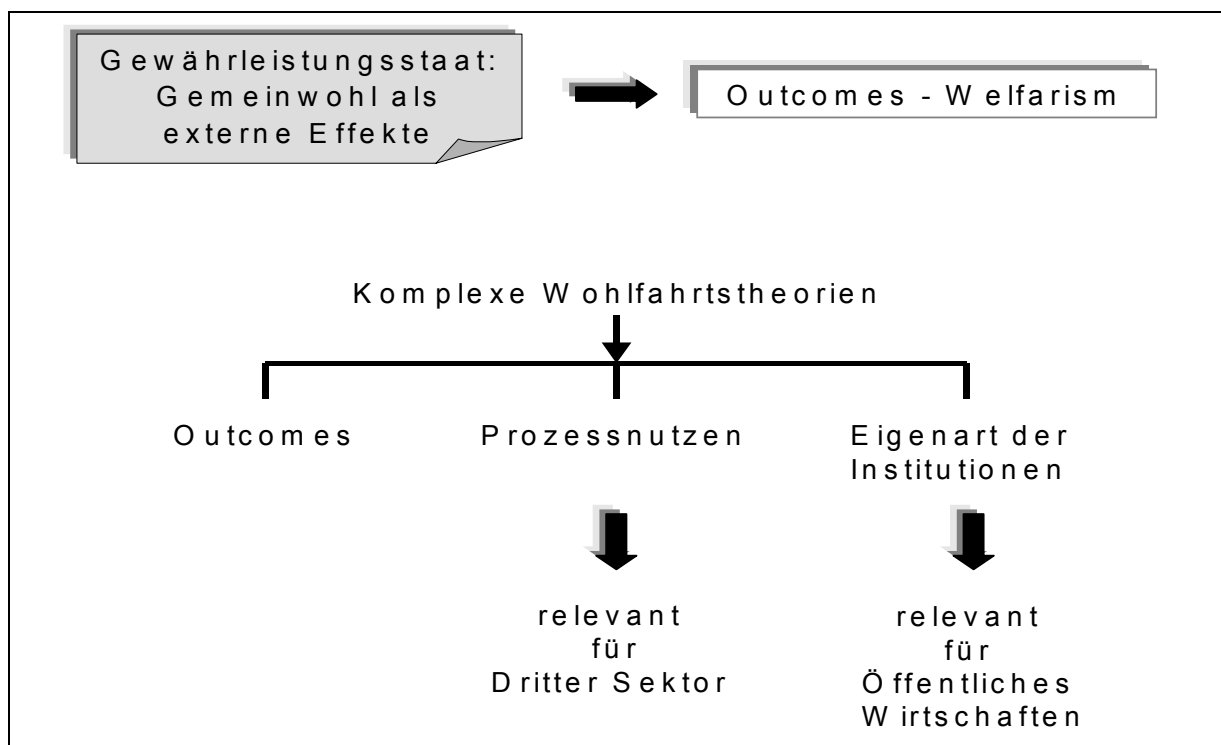 Gewährleistungsstaat:
Gemeinwohl als
externe Effekte
Outcomes - Welfarism
Komplexe Wohlfahrtstheorien
Outcomes
Prozessnutzen
Eigenart der
Institutionen
relevant
für
Dritter Sektor
relevant
für
Öffentliches
Wirtschaften